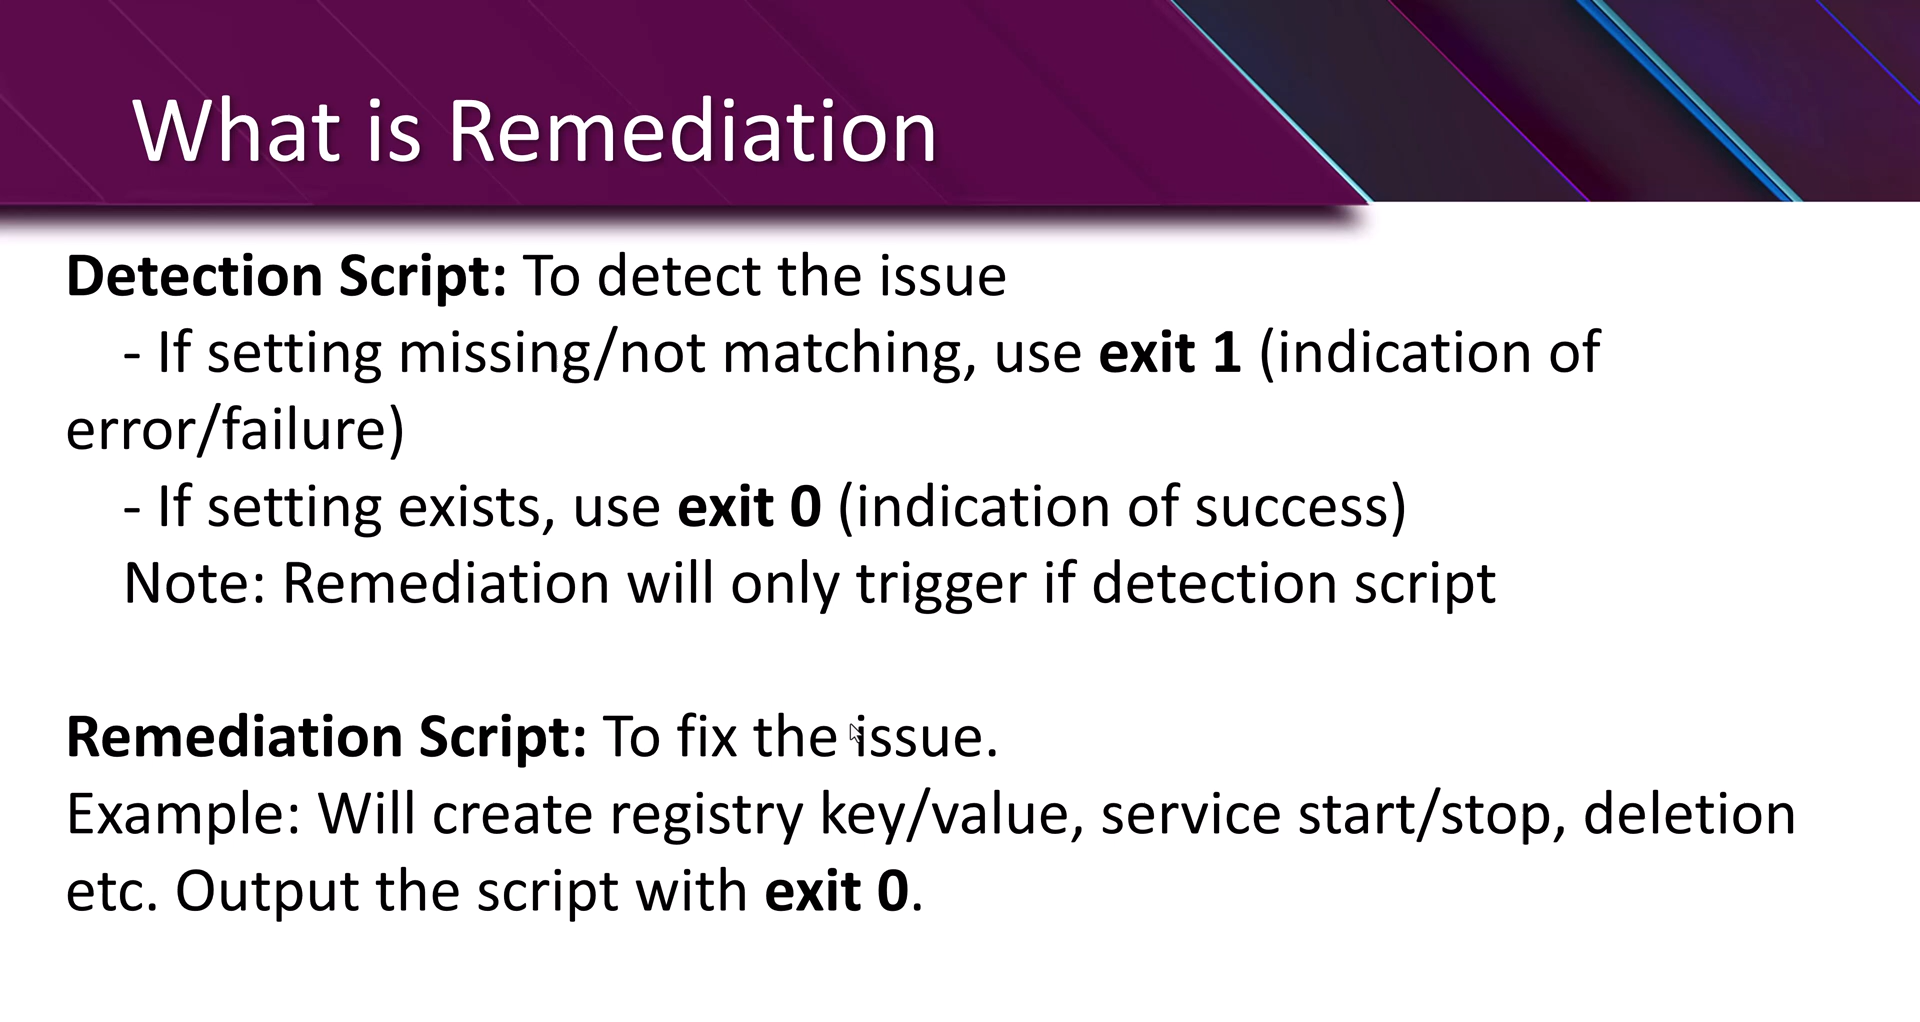 What is Remediation
Detection Script: To detect the issue
- If setting missing/not matching, use exit 1 (indication of
error/failure)
- If setting exists, use exit 0 (indication of success)
Note: Remediation will only trigger if detection script
Remediation Script: To fix the issue.
Example: Will create registry key/value, service start/stop, deletion
etc. Output the script with exit 0.